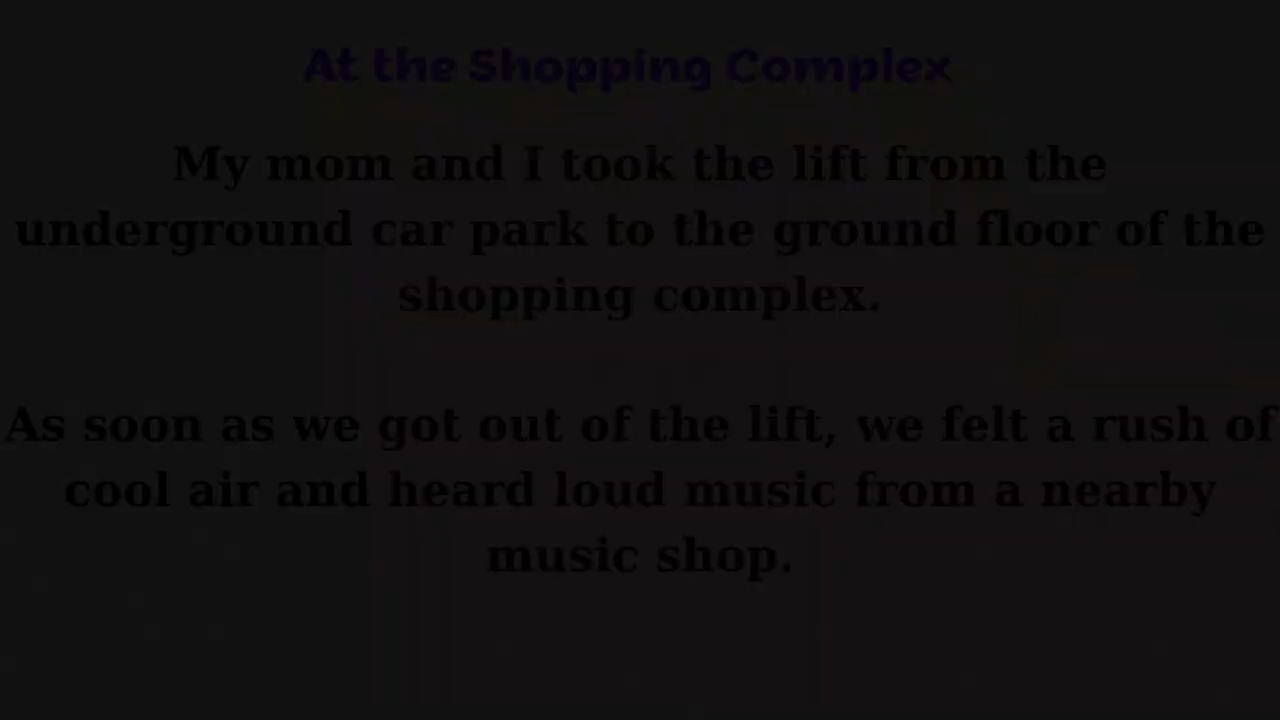 At the Shopping Complex
My mom and I took the lift from the
underground car park to the ground floor of the
shopping complex.
As soon as we got out of the lift, we felt a rush of
cool air and heard loud music from a nearby
music shop.